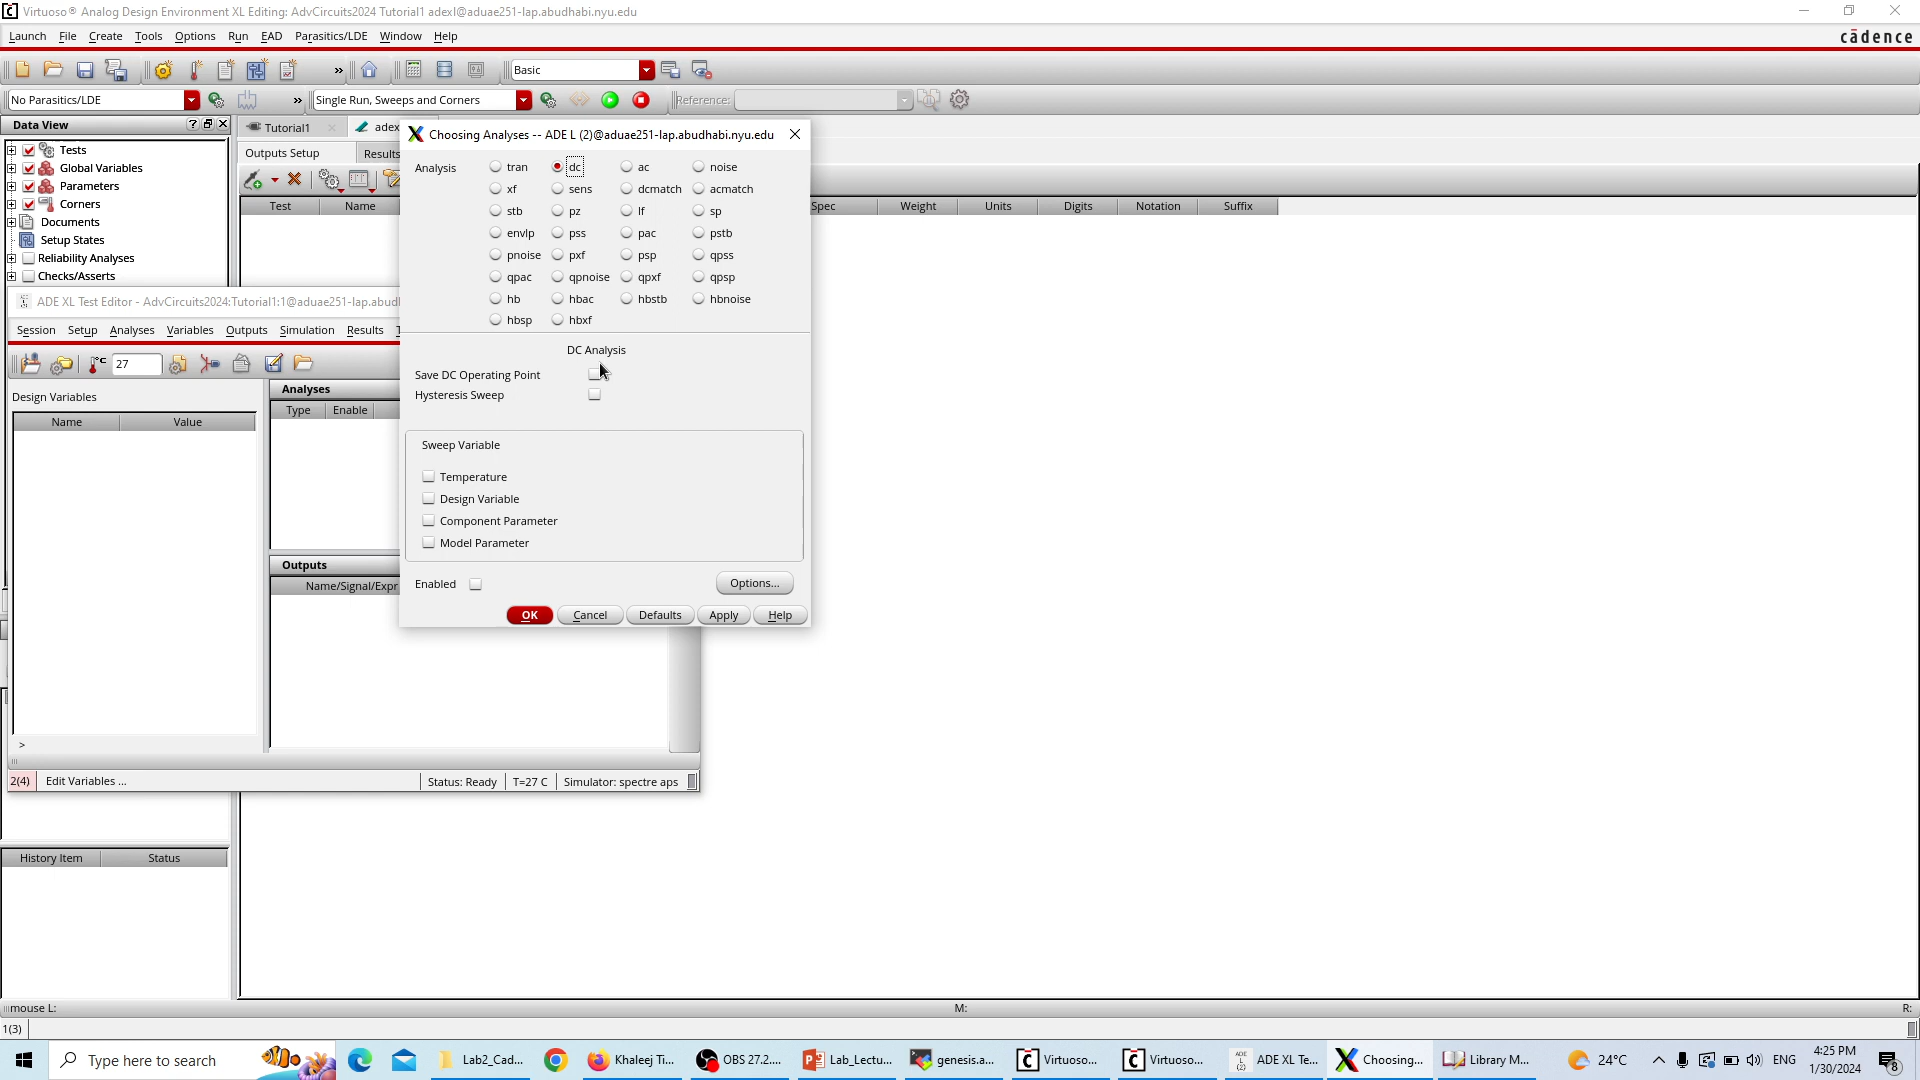 Virtuoso® Analog Design Environment XL Editing: AdvCircuits2024 Tutorial1 adexl@aduae251-lap.abudhabi.nyu.edu
Launch File Create Tools Options Run EAD Parasitics/LDE Window Help
cādence
» Basic
No Parasitics/LDE » Single Run, Sweeps and Corners Reference:
Data View
Tests
Global Variables
Parameters
Corners
Documents
Setup States
Reliability Analyses
Checks/Asserts
Tutorial1
Outputs Setup
Test Name Spec Weight Units Digits Notation Suffix
ADE XL Test Editor - AdvCircuits2024:Tutorial1:1@aduae251-lap.abud
Session Setup Analyses Variables Outputs Simulation Results
27
Design Variables
Name Value
>
Analyses
Type Enable
Outputs
Name/Signal/Expr
2(4) Edit Variables ... Status: Ready T=27 C Simulator: spectre aps
Choosing Analyses -- ADE L (2)@aduae251-lap.abudhabi.nyu.edu
Analysis tran dc ac noise
xf sens dcmatch acmatch
stb pz lf sp
envlp pss pac pstb
pnoise pxf psp qpss
qpac qpnoise qpxf qpsp
hb hbac hbstb hbnoise
hbsp hbxf
DC Analysis
Save DC Operating Point
Hysteresis Sweep
Sweep Variable
Temperature
Design Variable
Component Parameter
Model Parameter
Enabled Options...
OK Cancel Defaults Apply Help
History Item Status
mouse L: M: R:
1(3)
Type here to search
Lab2_Cad... Khaleej Ti... OBS 27.2.... Lab_Lectu... genesis.a... Virtuoso... Virtuoso... ADE XL Te... Choosing... Library M...
24°C ENG 4:25 PM
1/30/2024 8